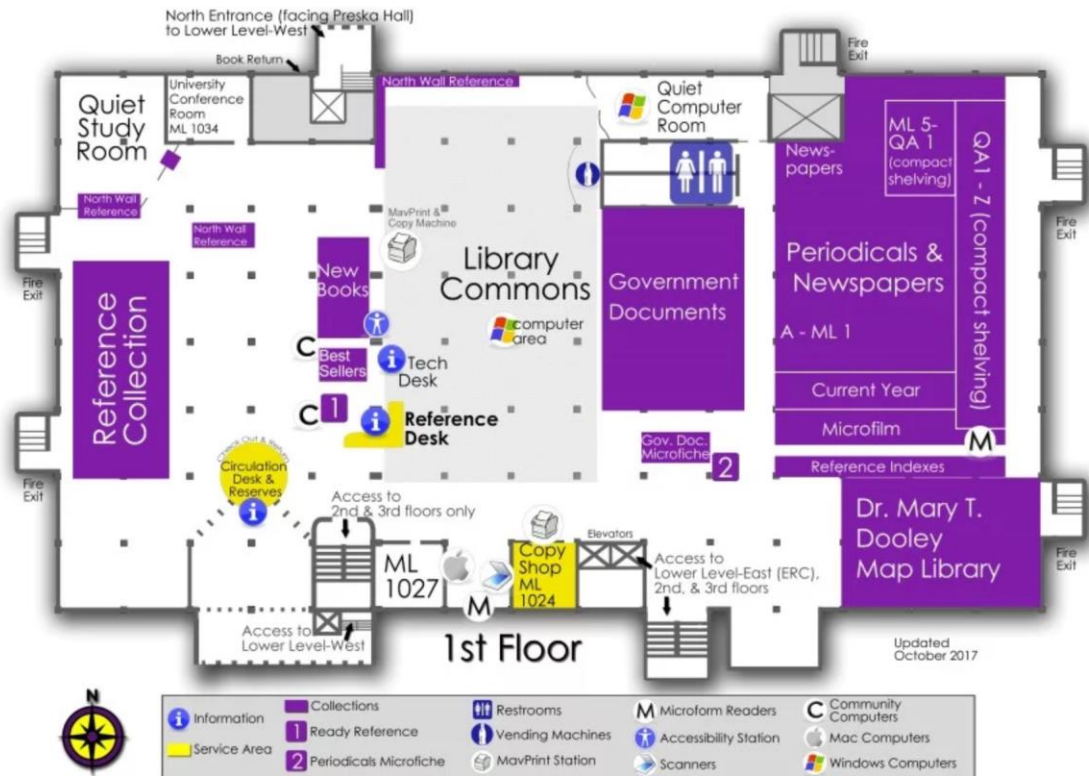 North Entrance (facing Preska Hall)
to Lower Level-West
Book Return
Fire
Exit
University
Conference
Room
ML 1034
Quiet
Study
Room
North Wall Reference
Quiet
Computer
Room
News-
papers
ML 5-
QA 1
(compact
shelving)
QA1 - Z (compact shelving)
Fire
Exit
North Wall
Reference
North Wall
Reference
MavPrint &
Copy Machine
Fire
Exit
New
Books
Library
Commons
computer
area
Government
Documents
Periodicals &
Newspapers
A - ML 1
Reference
Collection
C
Best
Sellers
i
Tech
Desk
C
1
i
Reference
Desk
Current Year
Microfilm
M
Gov. Doc.
Microfiche
2
Reference Indexes
Check Out & Return
Circulation
Desk &
Reserves
i
Fire
Exit
Access to
2nd & 3rd floors only
Dr. Mary T.
Dooley
Map Library
Fire
Exit
ML
1027
M
Copy
Shop
ML
1024
Elevators
Access to
Lower Level-East (ERC),
2nd, & 3rd floors
Access to
Lower Level-West
1st Floor
Updated
October 2017
N
i Information
Service Area
Collections
1 Ready Reference
2 Periodicals Microfiche
Restrooms
Vending Machines
MavPrint Station
M Microform Readers
Accessibility Station
Scanners
C Community
Computers
Mac Computers
Windows Computers